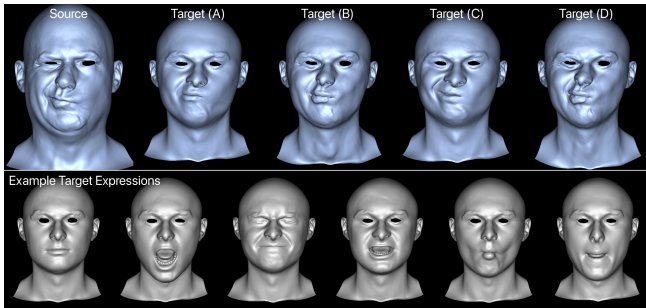 Source
Target (A)
Target (B)
Target (C)
Target (D)
Example Target Expressions